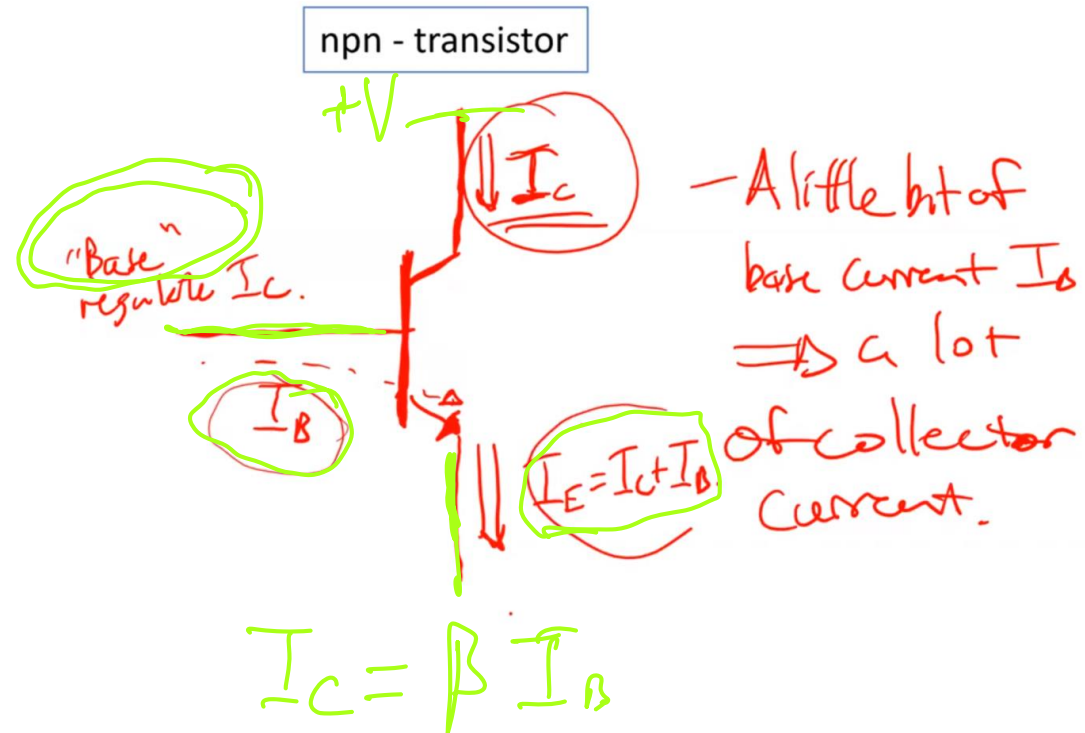 npn - transistor
+V
I_C
"Base"
regulate I_C.
I_B
I_E = I_C + I_B
- A little bit of
base current I_B
⇒ a lot
of collector
current.
I_C = β I_B